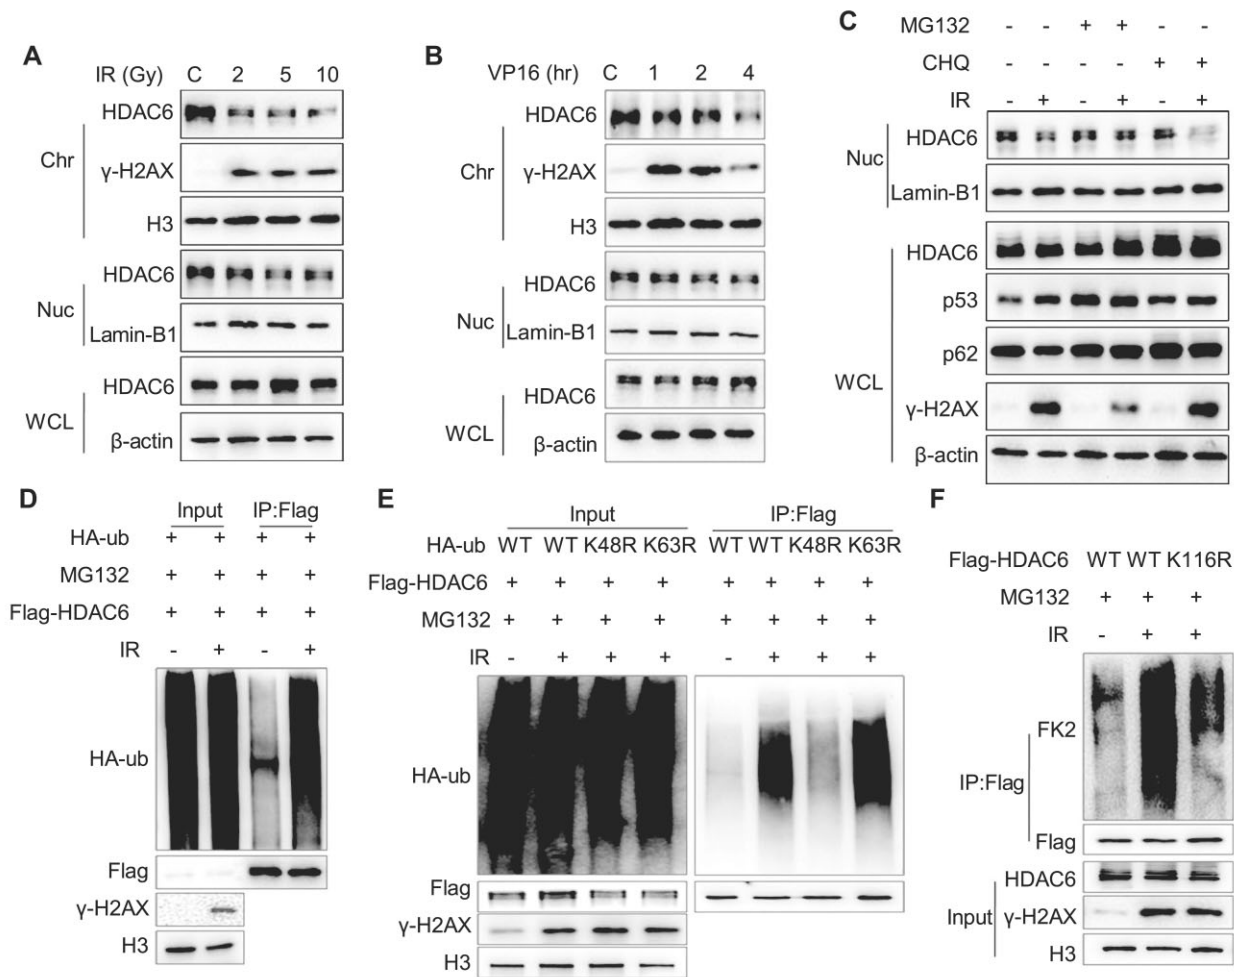 A
IR (Gy) C 2 5 10
HDAC6
Chr
γ-H2AX
H3
HDAC6
Nuc
Lamin-B1
HDAC6
WCL
β-actin
B
VP16 (hr) C 1 2 4
HDAC6
Chr
γ-H2AX
H3
HDAC6
Nuc
Lamin-B1
HDAC6
WCL
β-actin
C
MG132 - - + + - -
CHQ - - - - + +
IR - + - + - +
HDAC6
Nuc
Lamin-B1
HDAC6
p53
p62
WCL
γ-H2AX
β-actin
D
Input IP:Flag
HA-ub + + + +
MG132 + + + +
Flag-HDAC6 + + + +
IR - + - +
HA-ub
Flag
γ-H2AX
H3
E
Input IP:Flag
HA-ub WT WT K48R K63R WT WT K48R K63R
Flag-HDAC6 + + + + + + + +
MG132 + + + + + + + +
IR - + + + - + + +
HA-ub
Flag
γ-H2AX
H3
F
Flag-HDAC6 WT WT K116R
MG132 + + +
IR - + +
FK2
IP:Flag
Flag
HDAC6
Input
γ-H2AX
H3